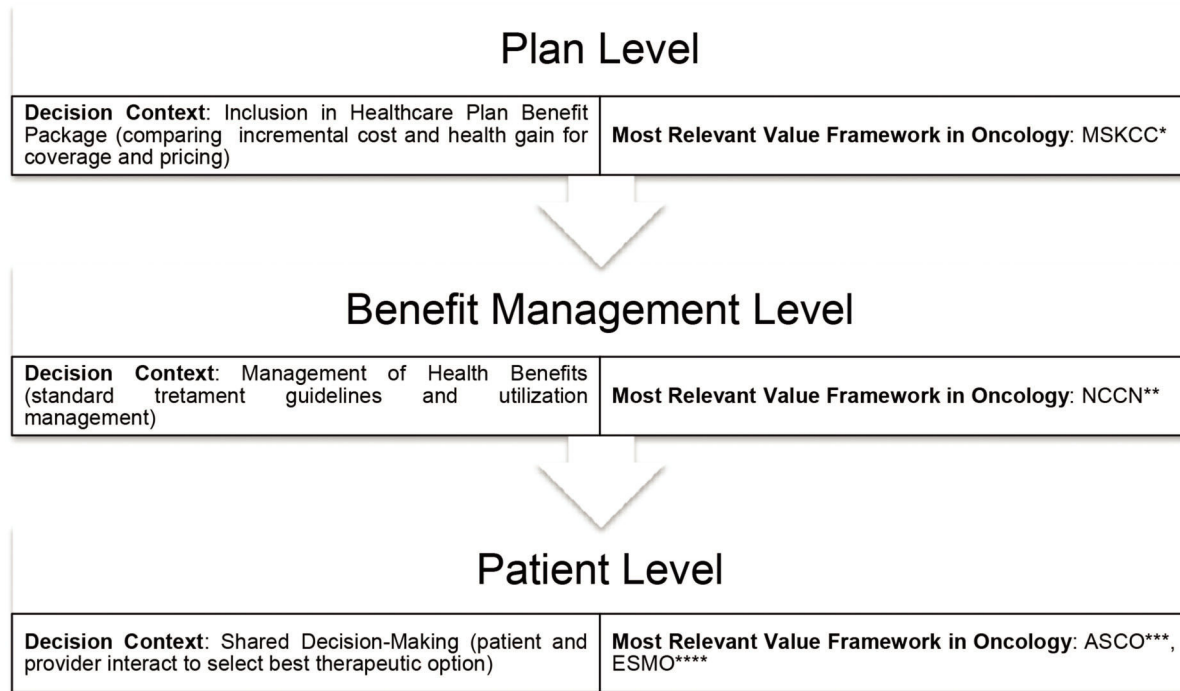 Plan Level
Decision Context: Inclusion in Healthcare Plan Benefit
Package (comparing incremental cost and health gain for
coverage and pricing)
Most Relevant Value Framework in Oncology: MSKCC*
Benefit Management Level
Decision Context: Management of Health Benefits
(standard tretament guidelines and utilization
management)
Most Relevant Value Framework in Oncology: NCCN**
Patient Level
Decision Context: Shared Decision-Making (patient and
provider interact to select best therapeutic option)
Most Relevant Value Framework in Oncology: ASCO***,
ESMO****